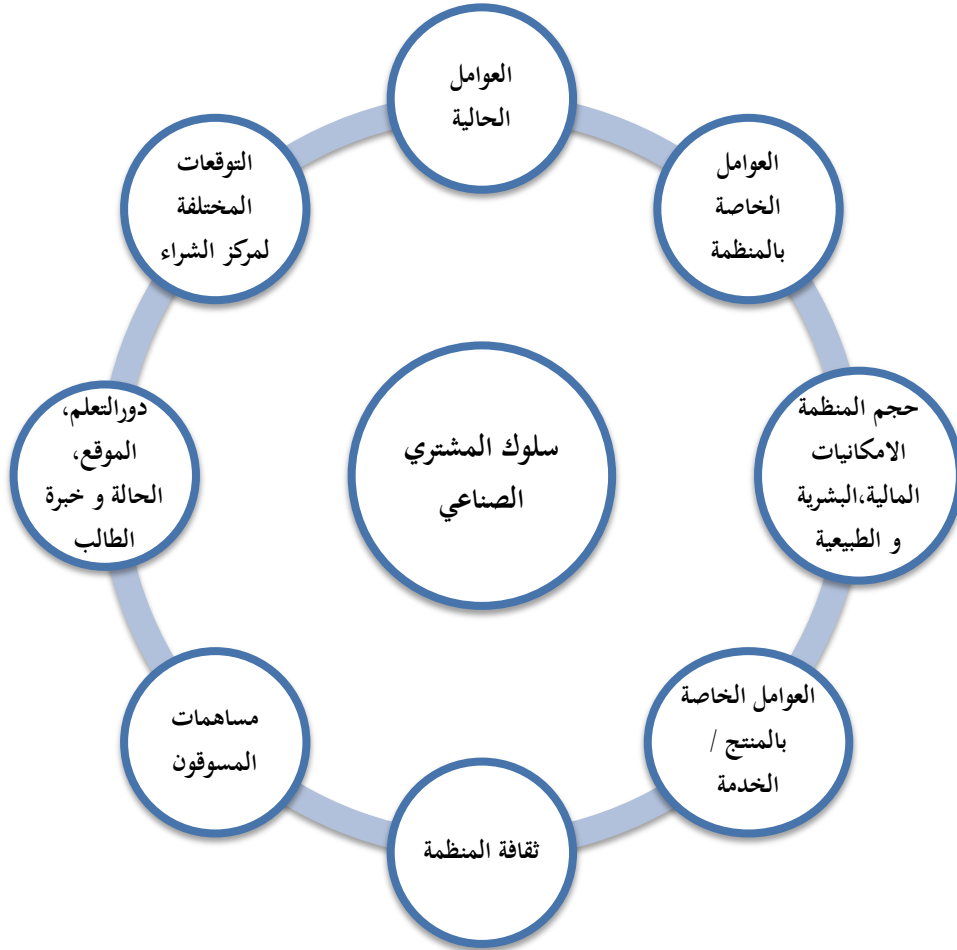 العوامل
الحالية
العوامل
الخاصة
بالمنظمة
حجم المنظمة
الامكانيات
المالية،البشرية
و الطبيعية
العوامل الخاصة
بالمنتج /
الخدمة
ثقافة المنظمة
مساهمات
المسوقون
دورالتعلم،
الموقع،
الحالة و خبرة
الطالب
التوقعات
المختلفة
لمركز الشراء
سلوك المشتري
الصناعي